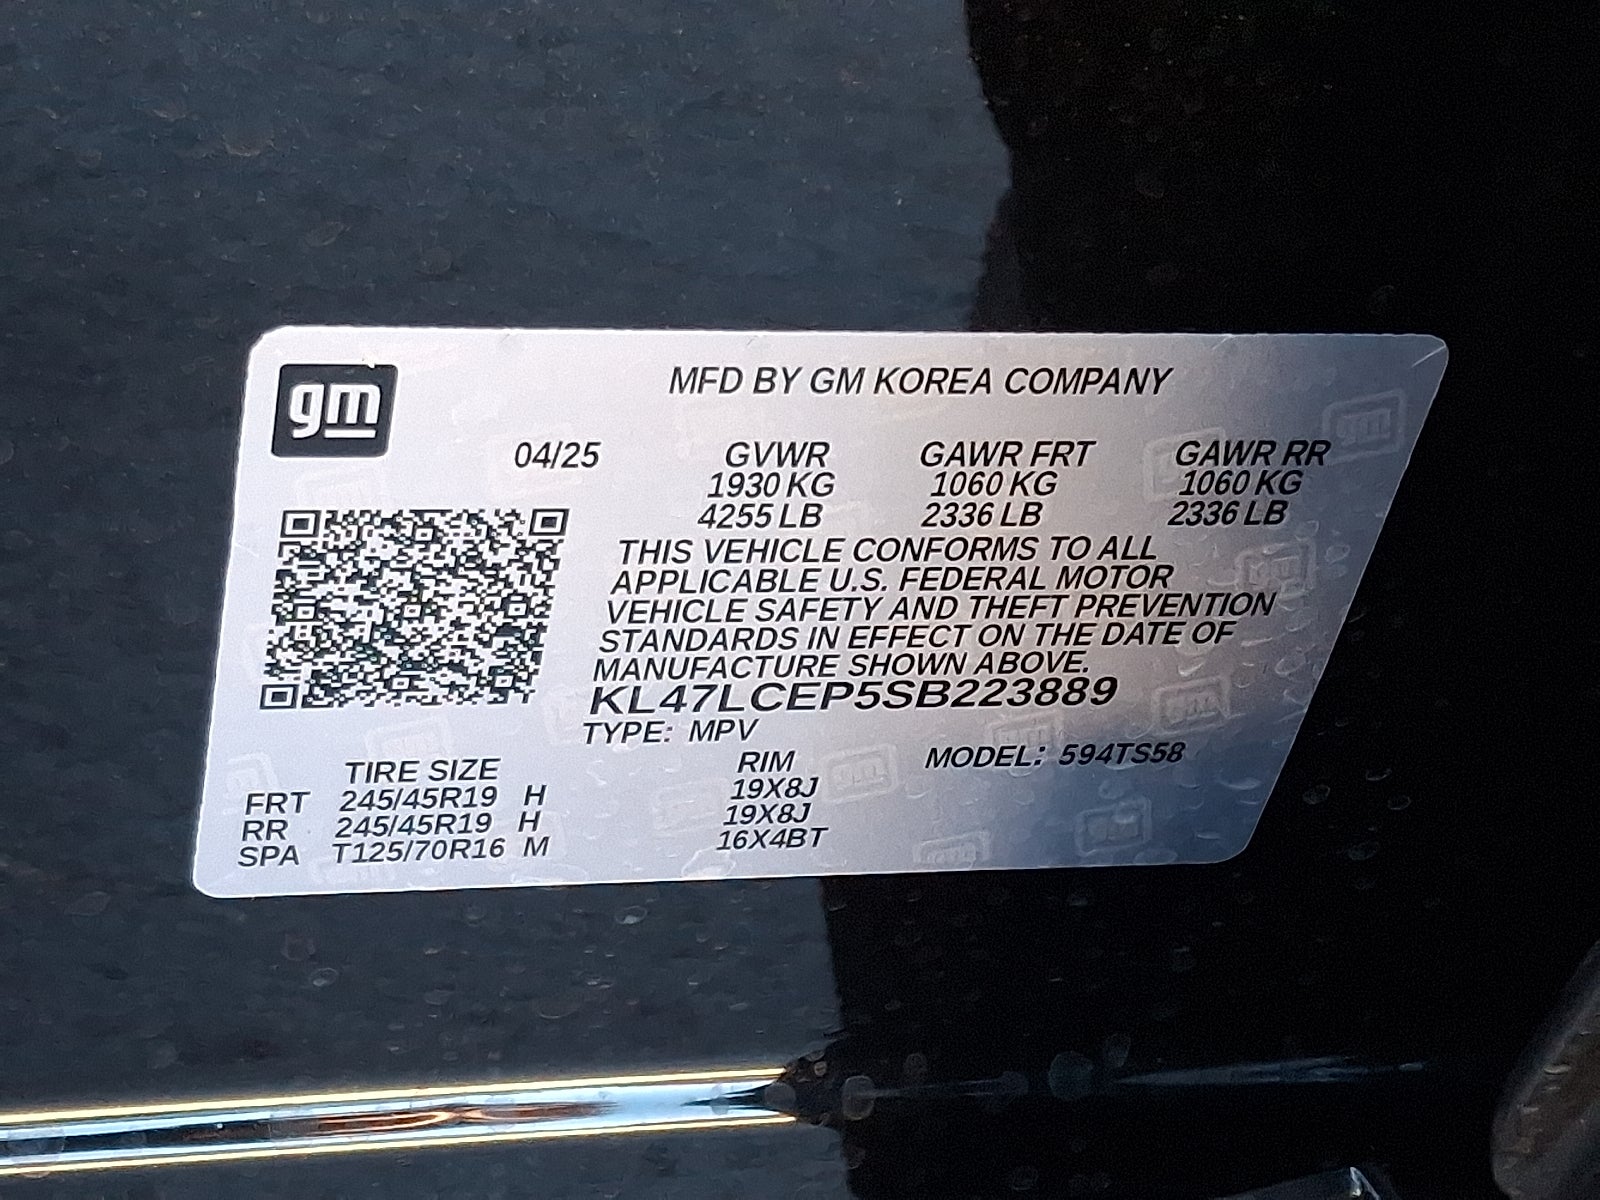 gm
MFD BY GM KOREA COMPANY
04/25 GVWR GAWR FRT GAWR RR
1930 KG 1060 KG 1060 KG
4255 LB 2336 LB 2336 LB
THIS VEHICLE CONFORMS TO ALL
APPLICABLE U.S. FEDERAL MOTOR
VEHICLE SAFETY AND THEFT PREVENTION
STANDARDS IN EFFECT ON THE DATE OF
MANUFACTURE SHOWN ABOVE.
KL47LCEP5SB223889
TYPE: MPV
TIRE SIZE RIM MODEL: 594TS58
FRT 245/45R19 H 19X8J
RR 245/45R19 H 19X8J
SPA T125/70R16 M 16X4BT